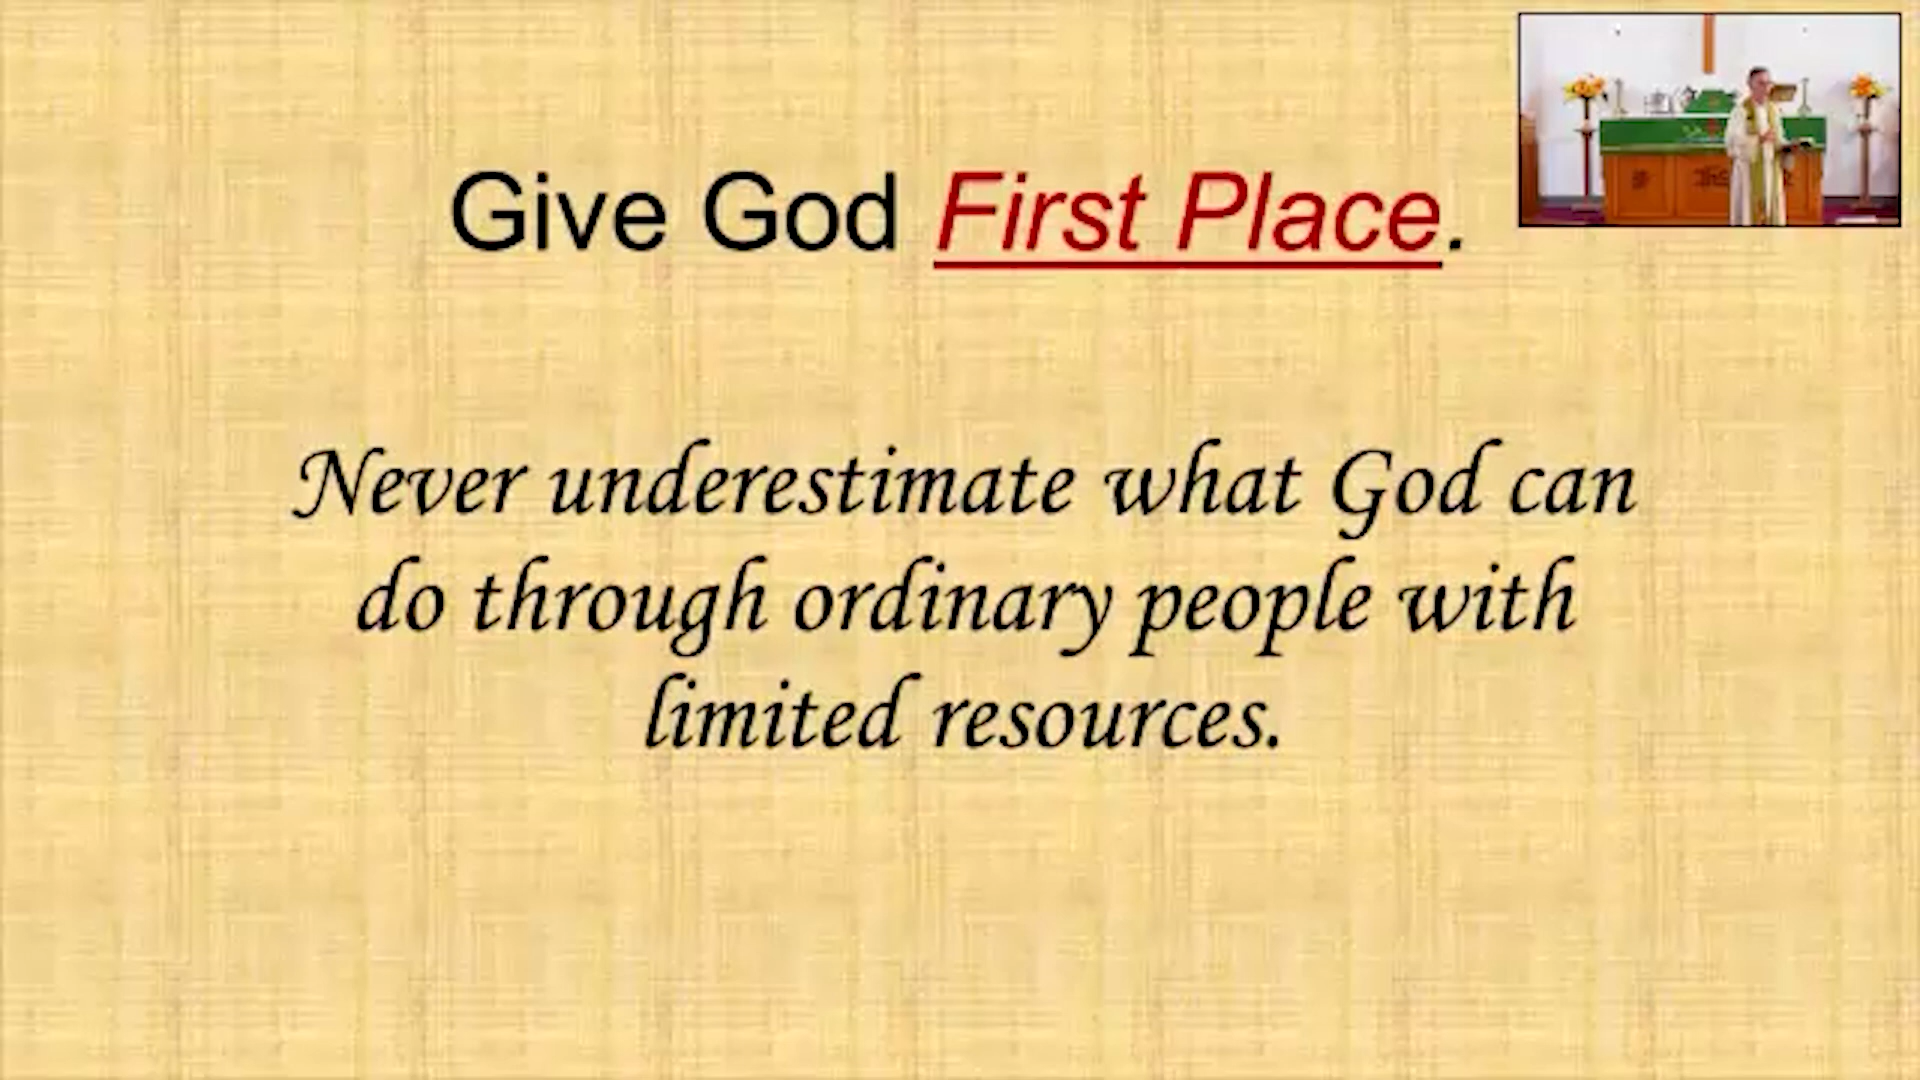 Give God First Place.
Never underestimate what God can
do through ordinary people with
limited resources.